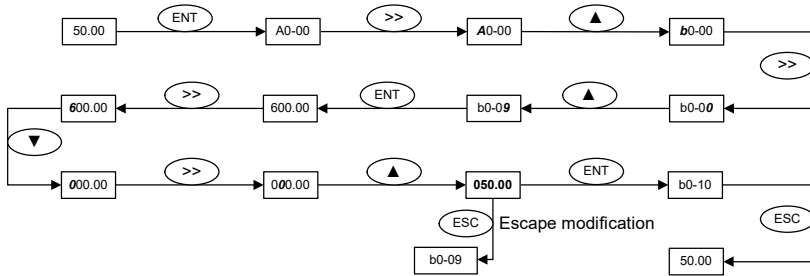 50.00 ENT A0-00 >> A0-00 ▲ b0-00
>>
600.00 >> 600.00 ENT b0-09 ▲ b0-00
▼
000.00 >> 000.00 ▲ 050.00 ENT b0-10
ESC Escape modification ESC
b0-09 50.00